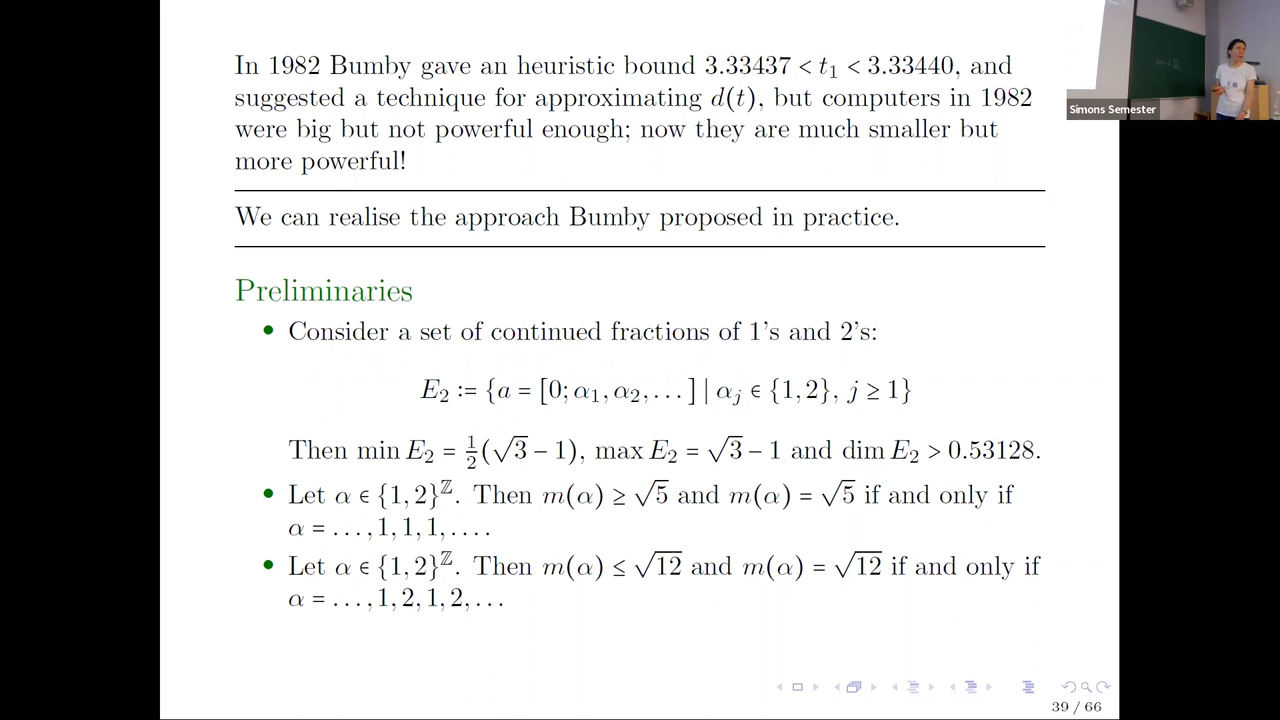 In 1982 Bumby gave an heuristic bound 3.33437 < t₁ < 3.33440, and
suggested a technique for approximating d(t), but computers in 1982
were big but not powerful enough; now they are much smaller but
more powerful!
We can realise the approach Bumby proposed in practice.
Preliminaries
• Consider a set of continued fractions of 1's and 2's:
E₂ := {a = [0; α₁, α₂, . . . ] | αⱼ ∈ {1, 2}, j ≥ 1}
Then min E₂ = ½(√3 − 1), max E₂ = √3 − 1 and dim E₂ > 0.53128.
• Let α ∈ {1, 2}^ℤ. Then m(α) ≥ √5 and m(α) = √5 if and only if
α = . . . , 1, 1, 1, . . . .
• Let α ∈ {1, 2}^ℤ. Then m(α) ≤ √12 and m(α) = √12 if and only if
α = . . . , 1, 2, 1, 2, . . .
39 / 66
Simons Semester